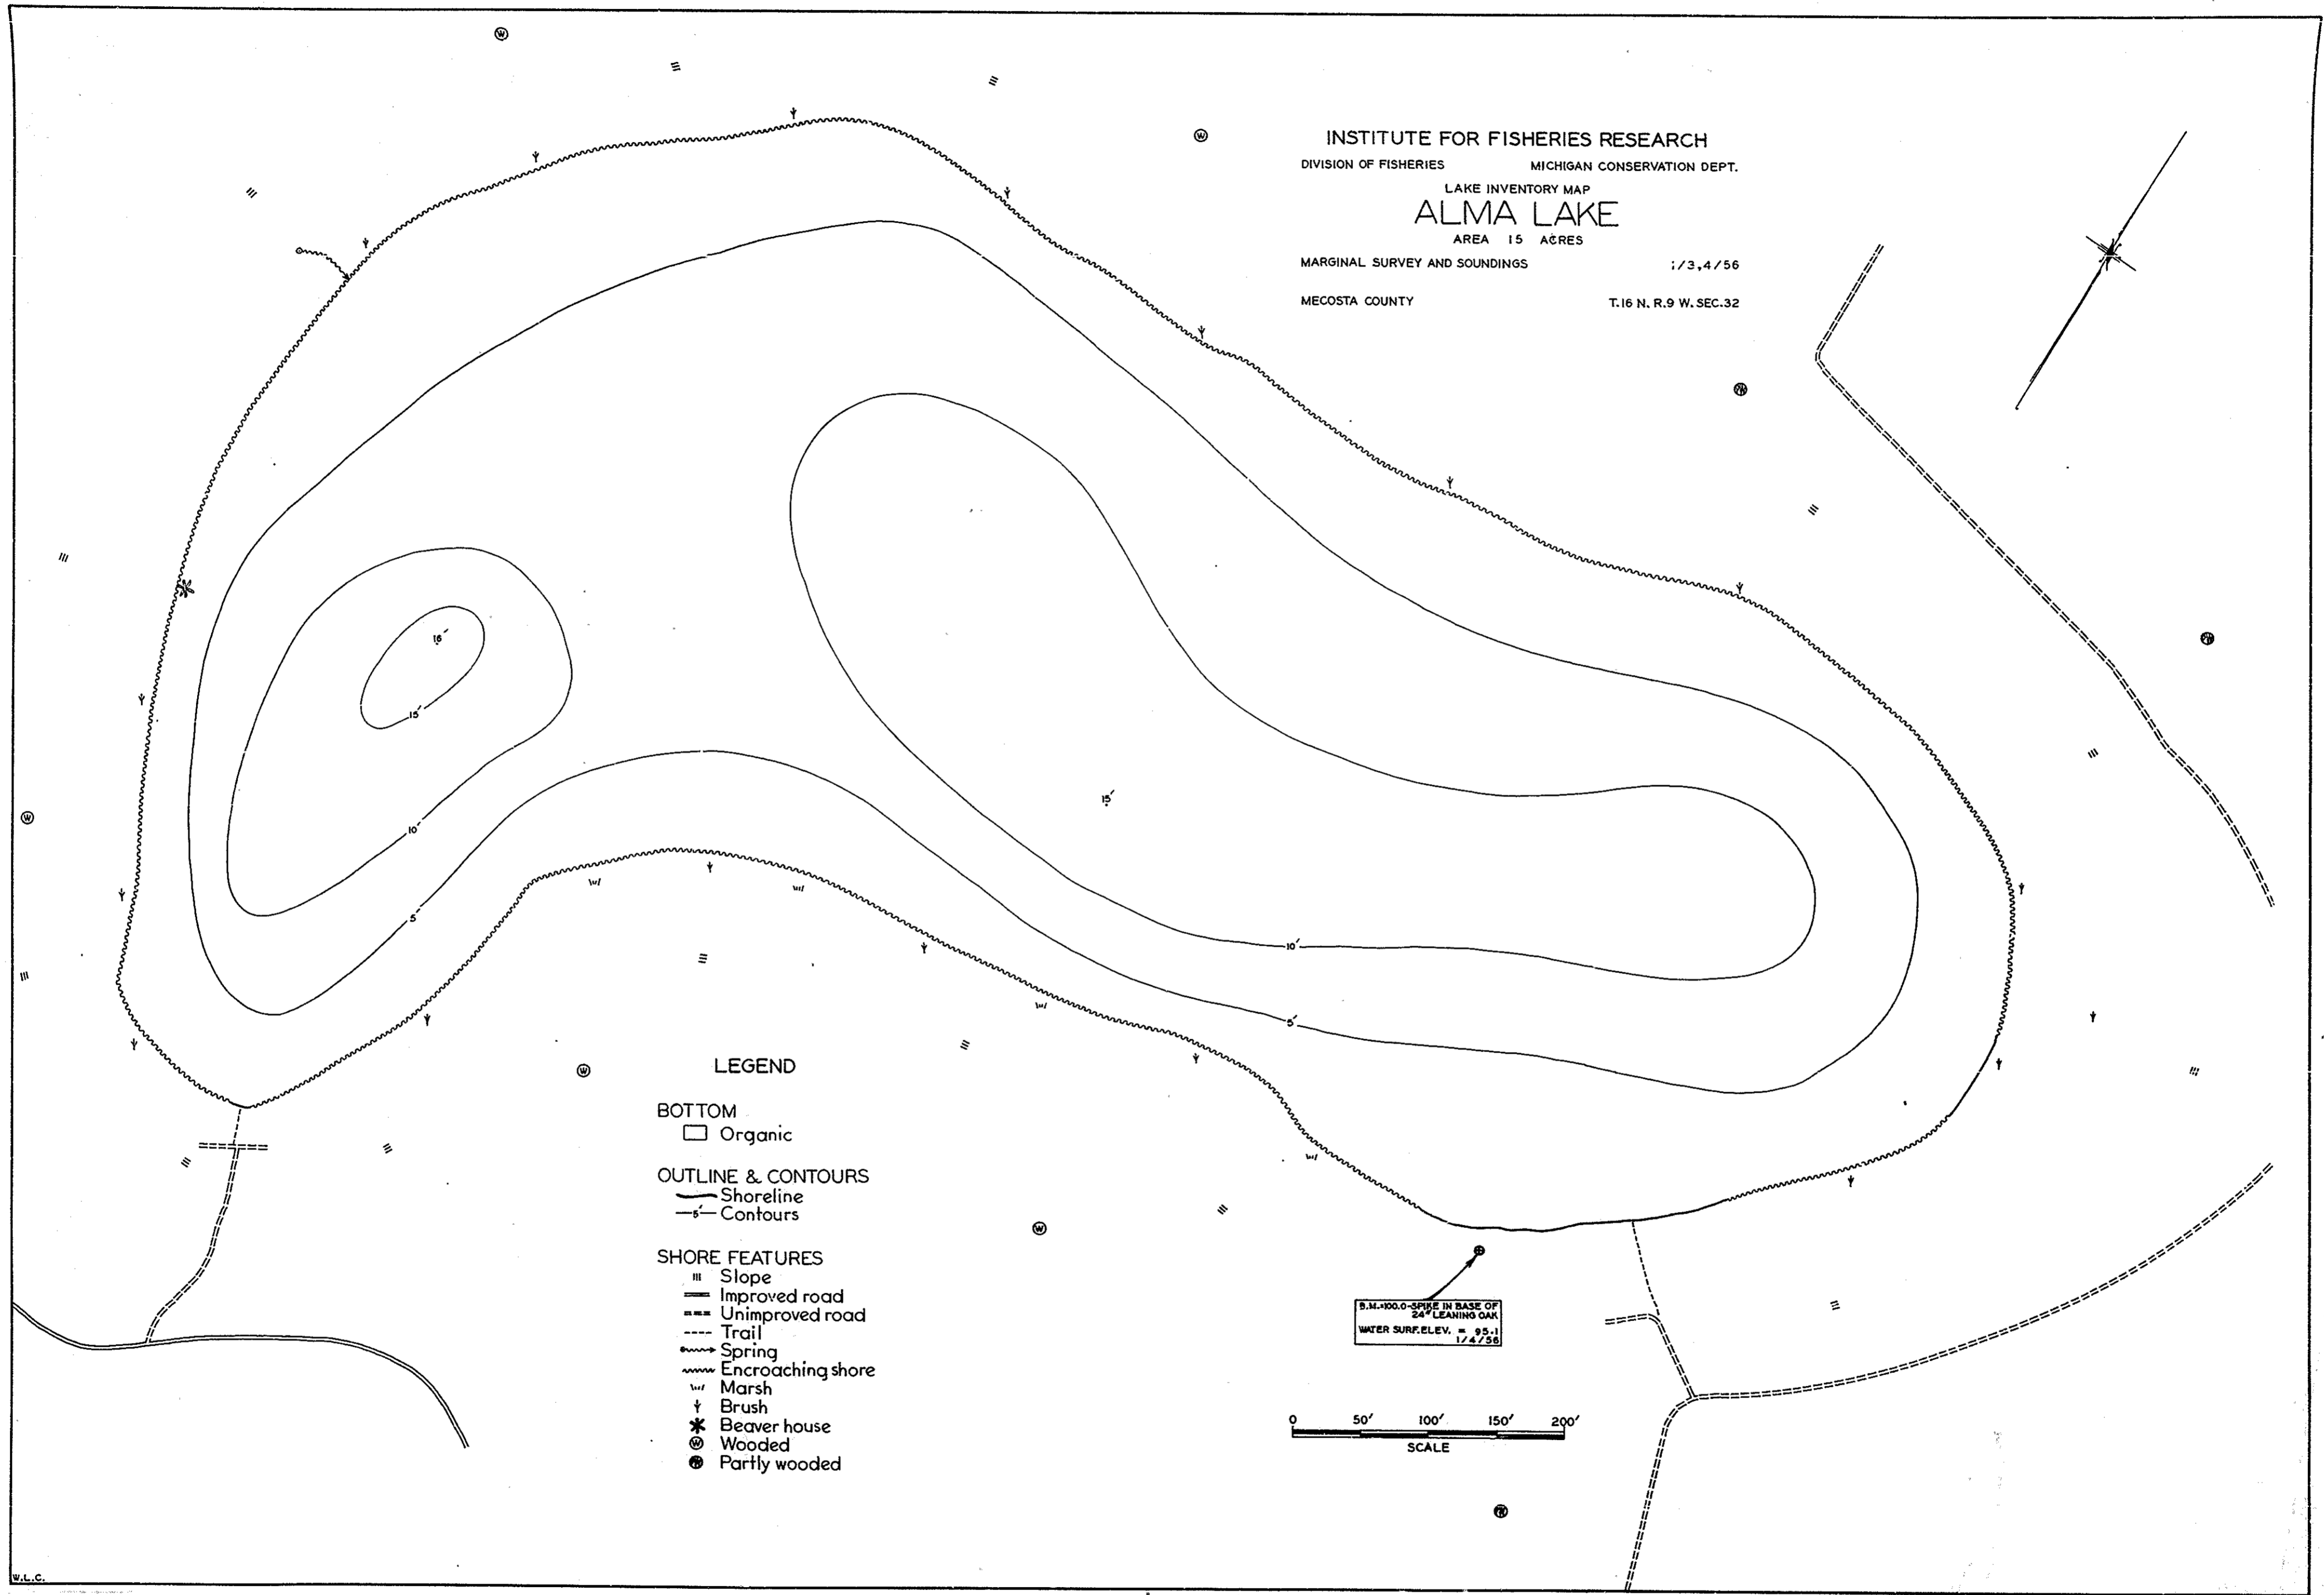 INSTITUTE FOR FISHERIES RESEARCH
DIVISION OF FISHERIES MICHIGAN CONSERVATION DEPT.
LAKE INVENTORY MAP
ALMA LAKE
AREA 15 ACRES
MARGINAL SURVEY AND SOUNDINGS 1/3,4/56
MECOSTA COUNTY T.16 N. R.9 W. SEC.32
16'
15'
15'
10'
5'
10'
5'
LEGEND
BOTTOM
Organic
OUTLINE & CONTOURS
Shoreline
5' Contours
SHORE FEATURES
Slope
Improved road
Unimproved road
Trail
Spring
Encroaching shore
Marsh
Brush
Beaver house
W Wooded
PW Partly wooded
B.M.=100.0-SPIKE IN BASE OF
24" LEANING OAK
WATER SURF. ELEV. = 95.1
1/4/56
0 50' 100' 150' 200'
SCALE
W.L.C.